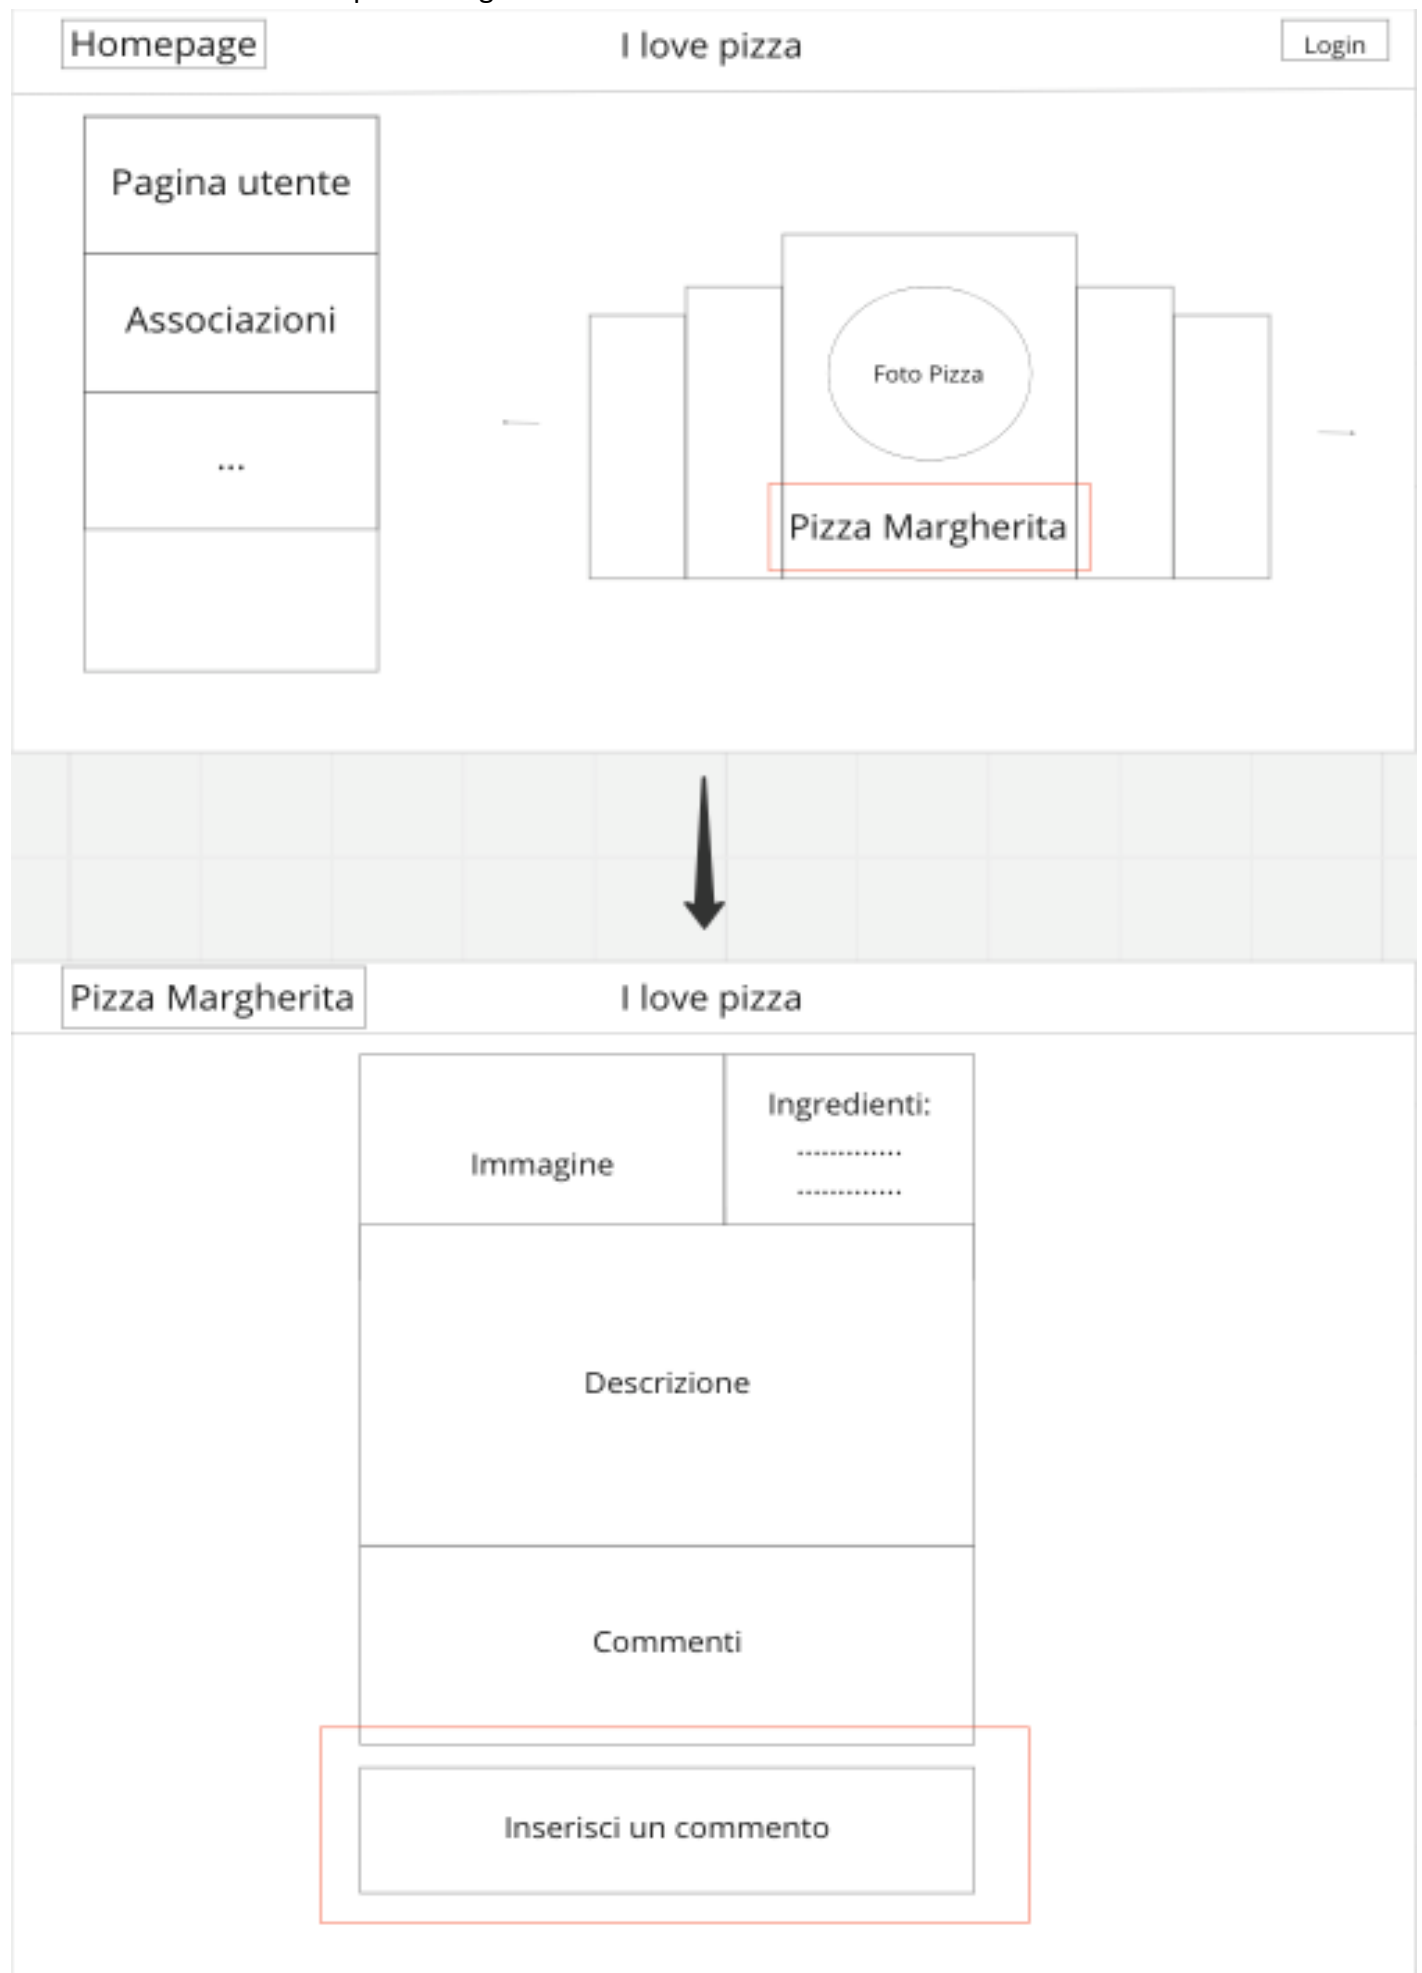 Homepage
I love pizza
Login
Pagina utente
Associazioni
...
Foto Pizza
Pizza Margherita
Pizza Margherita
I love pizza
Immagine
Ingredienti:
.............
.............
Descrizione
Commenti
Inserisci un commento